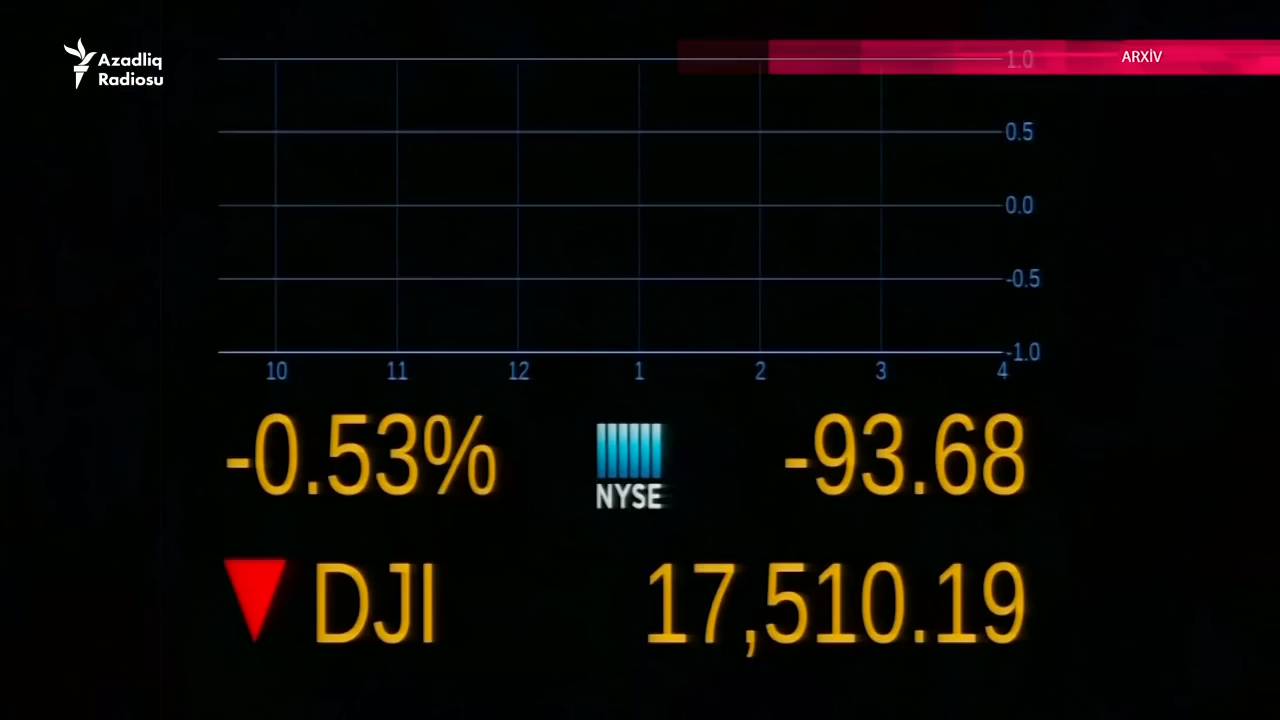 Azadlıq
Radiosu
ARXİV
1.0
0.5
0.0
-0.5
-1.0
10 11 12 1 2 3 4
-0.53% NYSE -93.68
DJI 17,510.19